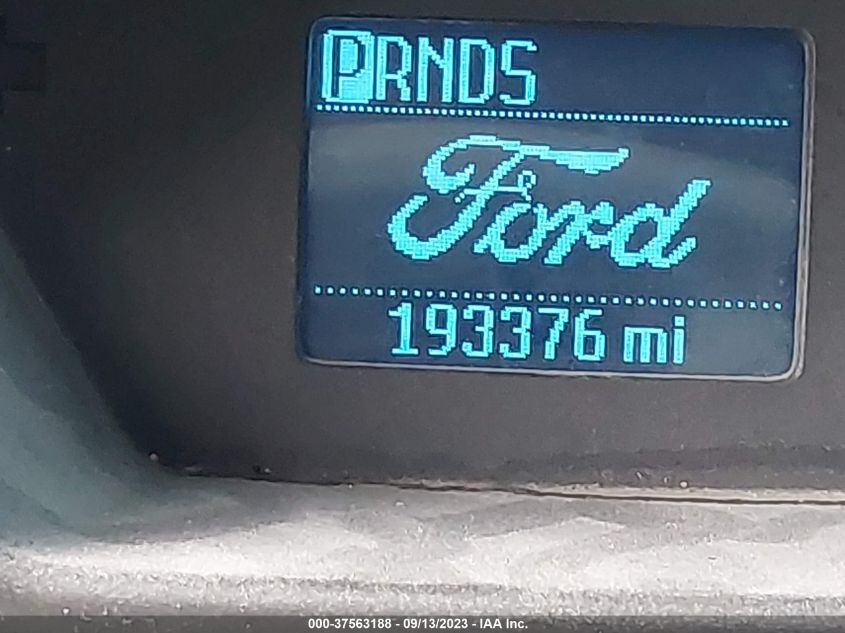 PRNDS
Ford
193376 mi
000-37563188 - 09/13/2023 - IAA Inc.